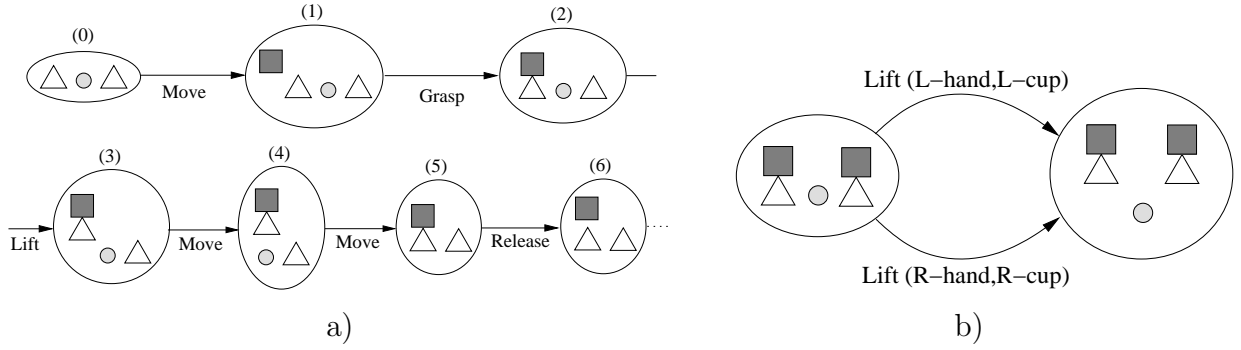 (0)
(1)
(2)
Move
Grasp
(3)
(4)
(5)
(6)
Lift
Move
Move
Release
a)
Lift (L−hand,L−cup)
Lift (R−hand,R−cup)
b)